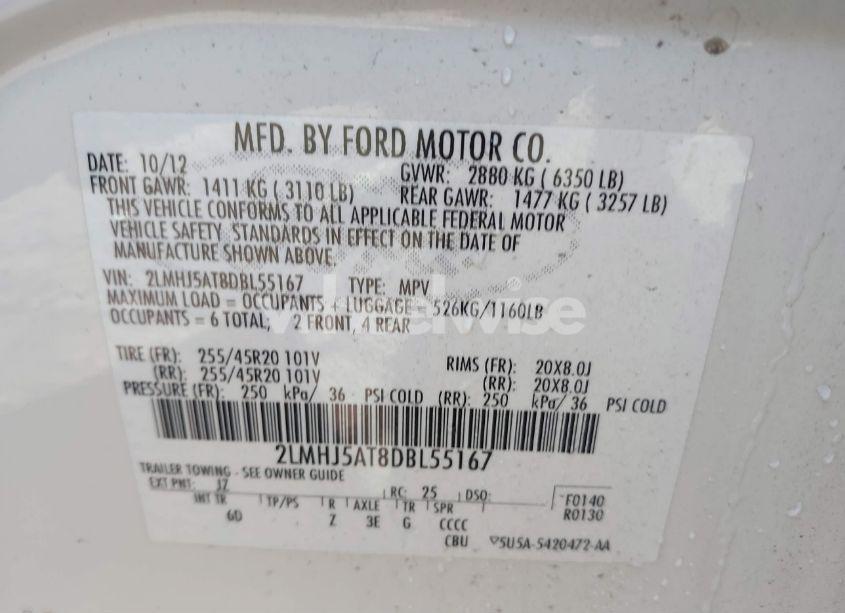 MFD. BY FORD MOTOR CO.
DATE: 10/12 GVWR: 2880 KG ( 6350 LB)
FRONT GAWR: 1411 KG ( 3110 LB) REAR GAWR: 1477 KG ( 3257 LB)
THIS VEHICLE CONFORMS TO ALL APPLICABLE FEDERAL MOTOR
VEHICLE SAFETY STANDARDS IN EFFECT ON THE DATE OF
MANUFACTURE SHOWN ABOVE.
VIN: 2LMHJ5AT8DBL55167 TYPE: MPV
MAXIMUM LOAD = OCCUPANTS + LUGGAGE = 526KG/1160LB
OCCUPANTS = 6 TOTAL, 2 FRONT, 4 REAR
TIRE (FR): 255/45R20 101V RIMS (FR): 20X8.0J
(RR): 255/45R20 101V (RR): 20X8.0J
PRESSURE (FR): 250 kPa/ 36 PSI COLD (RR): 250 kPa/ 36 PSI COLD
2LMHJ5AT8DBL55167
TRAILER TOWING - SEE OWNER GUIDE
EXT PNT: JZ RC: 25 DSO: F0140
INT TR TP/PS R AXLE TR SPR R0130
6D Z 3E G CCCC
CBU 5U5A-5420472-AA